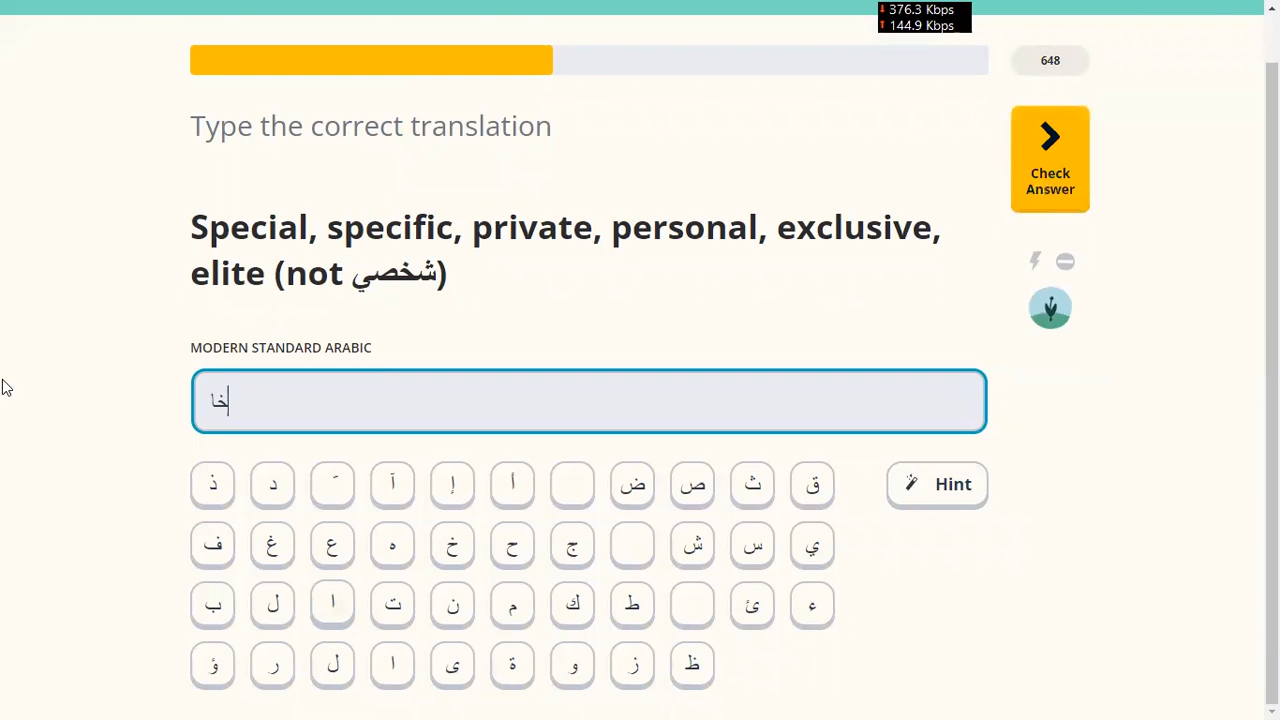 376.3 Kbps
144.9 Kbps
648
Type the correct translation
Check
Answer
Special, specific, private, personal, exclusive,
elite (not شخصي)
MODERN STANDARD ARABIC
خا
ذ د َ آ إ أ ض ص ث ق
Hint
ف غ ع ه خ ح ج ش س ي
ب ل ا ت ن م ك ط ئ ء
ؤ ر ل ا ى ة و ز ظ